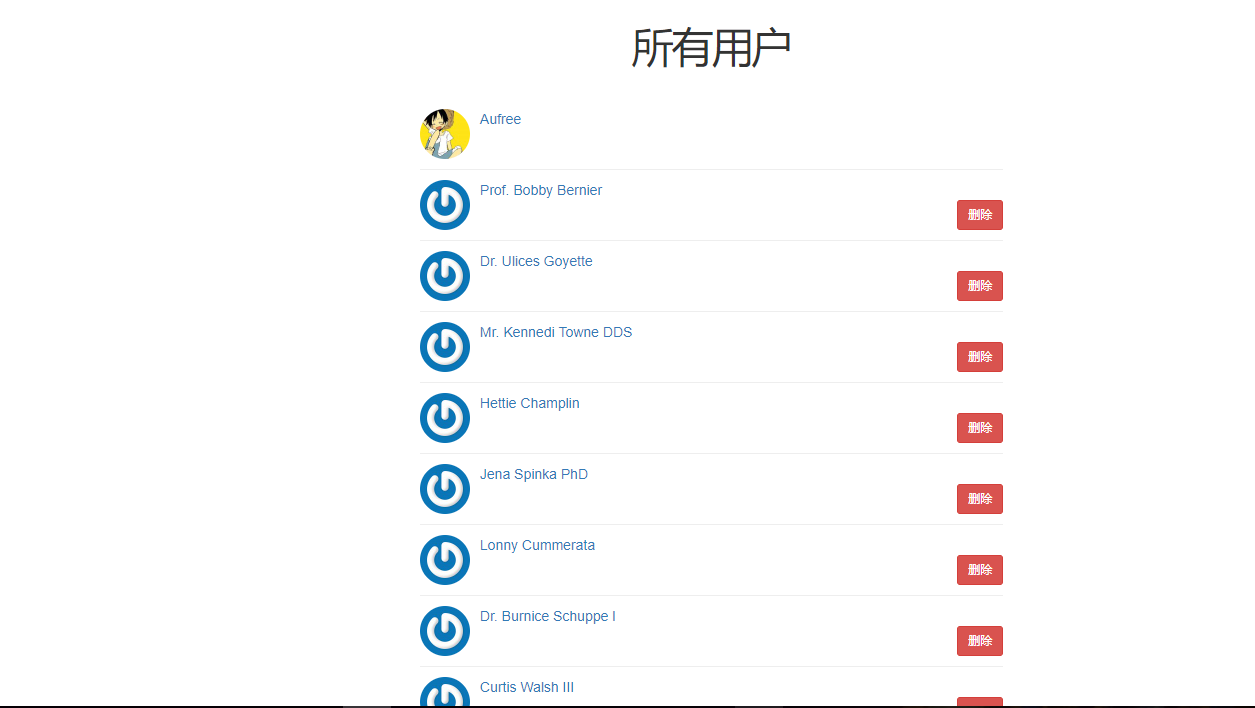 所有用户
Aufree
Prof. Bobby Bernier
删除
Dr. Ulices Goyette
删除
Mr. Kennedi Towne DDS
删除
Hettie Champlin
删除
Jena Spinka PhD
删除
Lonny Cummerata
删除
Dr. Burnice Schuppe I
删除
Curtis Walsh III